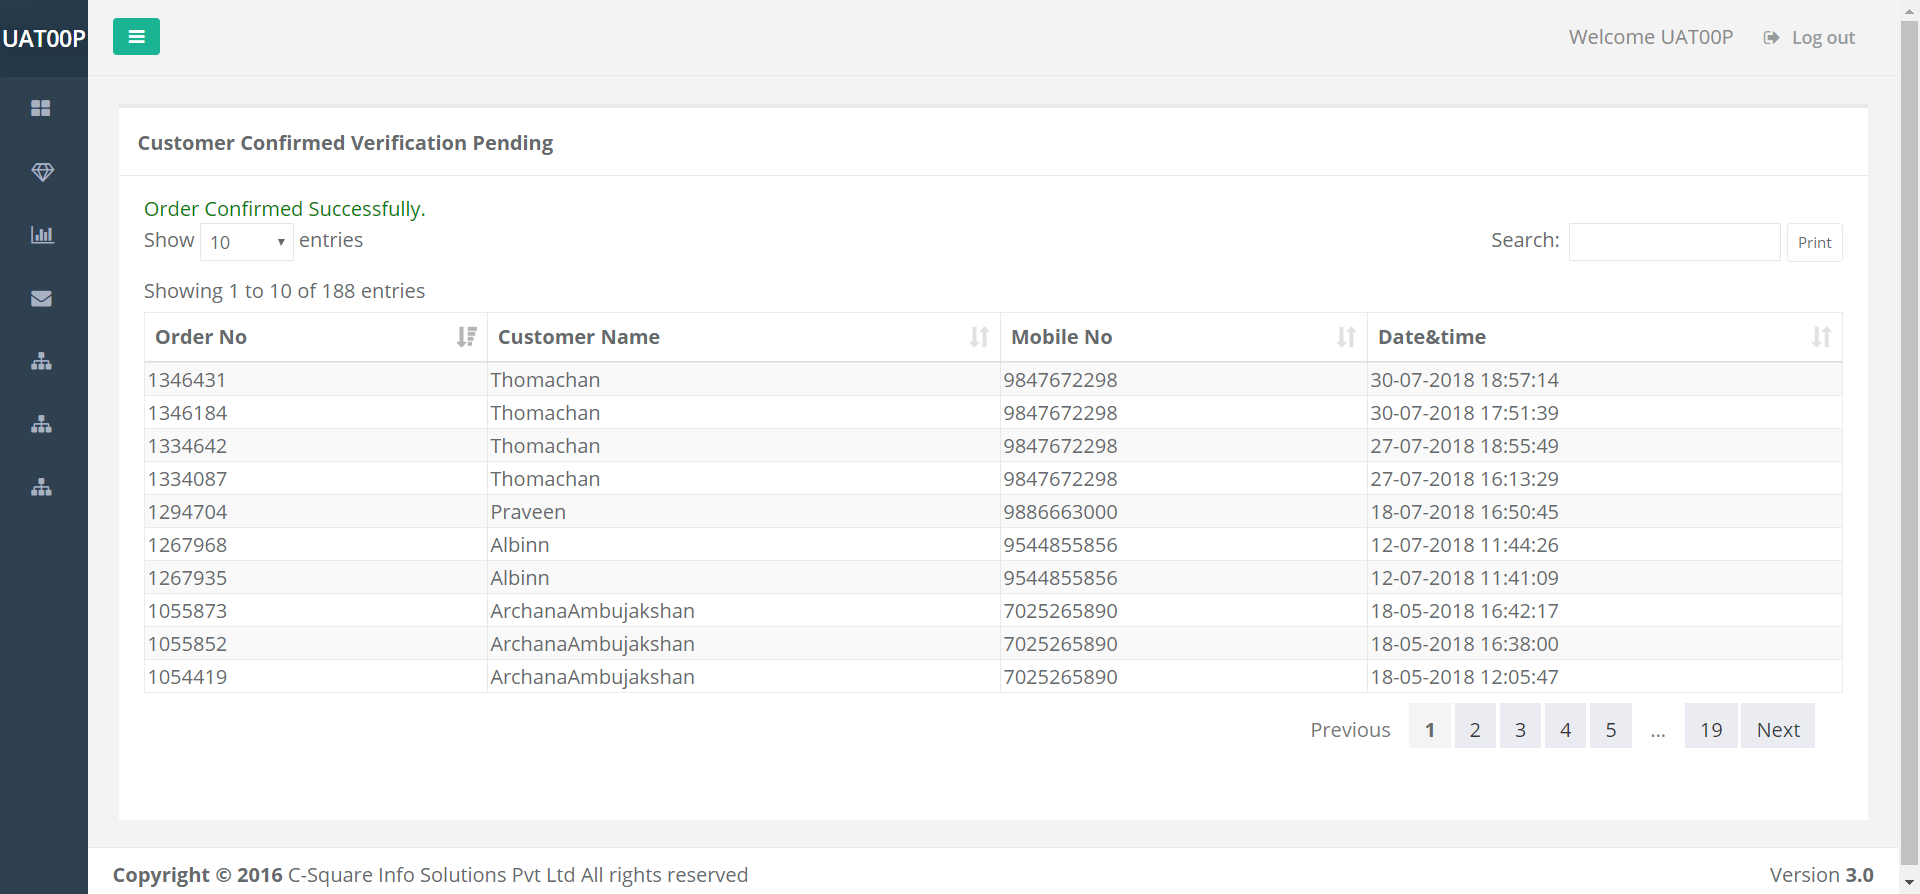 UAT00P
Welcome UAT00P Log out
Customer Confirmed Verification Pending
Order Confirmed Successfully.
Show 10 entries Search: Print
Showing 1 to 10 of 188 entries
Order No Customer Name Mobile No Date&time
1346431 Thomachan 9847672298 30-07-2018 18:57:14
1346184 Thomachan 9847672298 30-07-2018 17:51:39
1334642 Thomachan 9847672298 27-07-2018 18:55:49
1334087 Thomachan 9847672298 27-07-2018 16:13:29
1294704 Praveen 9886663000 18-07-2018 16:50:45
1267968 Albinn 9544855856 12-07-2018 11:44:26
1267935 Albinn 9544855856 12-07-2018 11:41:09
1055873 ArchanaAmbujakshan 7025265890 18-05-2018 16:42:17
1055852 ArchanaAmbujakshan 7025265890 18-05-2018 16:38:00
1054419 ArchanaAmbujakshan 7025265890 18-05-2018 12:05:47
Previous 1 2 3 4 5 ... 19 Next
Copyright © 2016 C-Square Info Solutions Pvt Ltd All rights reserved Version 3.0